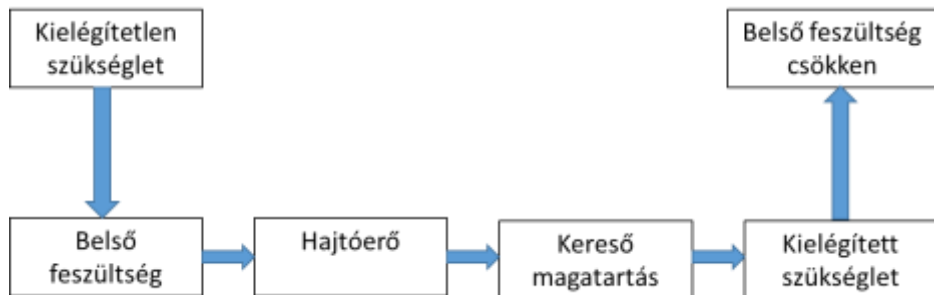 Kielégítetlen
szükséglet
Belső feszültség
csökken
Belső
feszültség
Hajtóerő
Kereső
magatartás
Kielégített
szükséglet